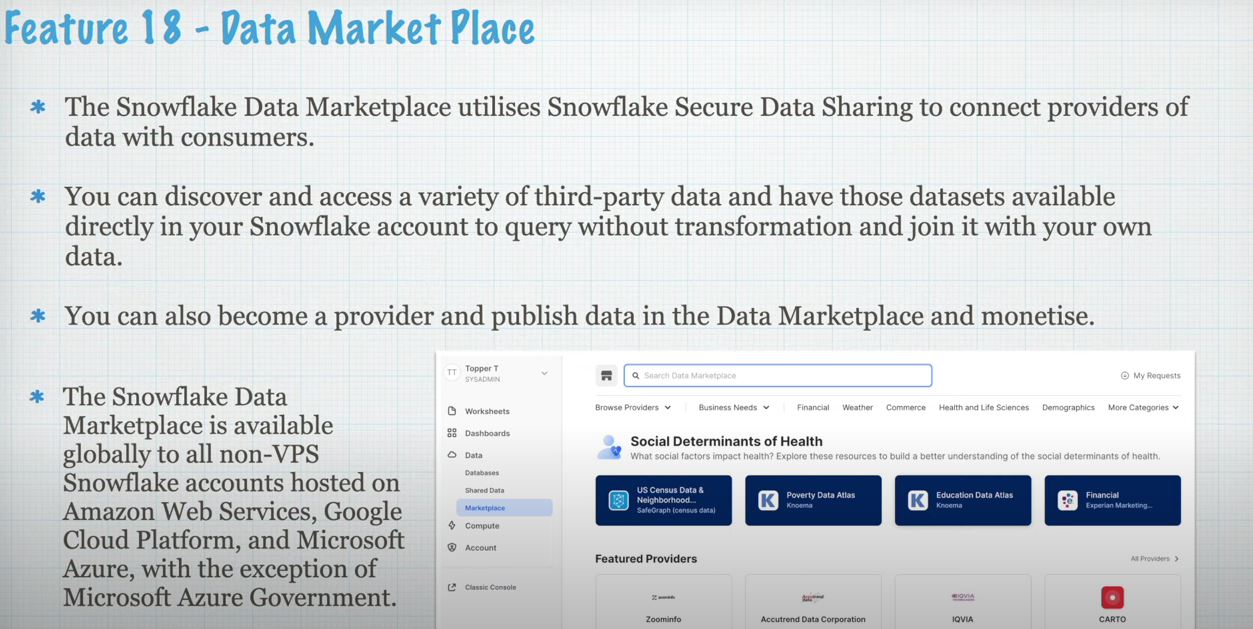 Feature 18 - Data Market Place
* The Snowflake Data Marketplace utilises Snowflake Secure Data Sharing to connect providers of
data with consumers.
* You can discover and access a variety of third-party data and have those datasets available
directly in your Snowflake account to query without transformation and join it with your own
data.
* You can also become a provider and publish data in the Data Marketplace and monetise.
* The Snowflake Data
Marketplace is available
globally to all non-VPS
Snowflake accounts hosted on
Amazon Web Services, Google
Cloud Platform, and Microsoft
Azure, with the exception of
Microsoft Azure Government.
TT Topper T
SYSADMIN
Worksheets
Dashboards
Data
Databases
Shared Data
Marketplace
Compute
Account
Classic Console
Search Data Marketplace
My Requests
Browse Providers Business Needs Financial Weather Commerce Health and Life Sciences Demographics More Categories
Social Determinants of Health
What social factors impact health? Explore these resources to build a better understanding of the social determinants of health.
US Census Data &
Neighborhood...
SafeGraph (census data)
Poverty Data Atlas
Knoema
Education Data Atlas
Knoema
Financial
Experian Marketing...
Featured Providers
All Providers
zoominfo
Accutrend
Data
IQVIA
Zoominfo
Accutrend Data Corporation
IQVIA
CARTO